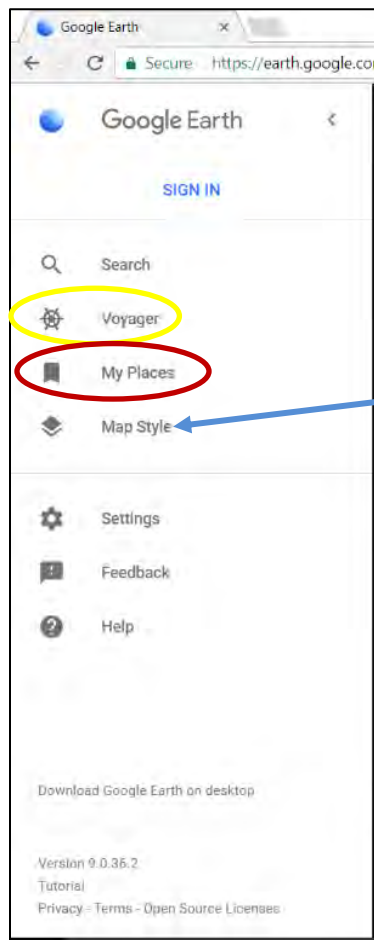 Google Earth
Secure https://earth.google.co
Google Earth
SIGN IN
Search
Voyager
My Places
Map Style
Settings
Feedback
Help
Download Google Earth on desktop
Version 9.0.36.2
Tutorial
Privacy - Terms - Open Source Licenses